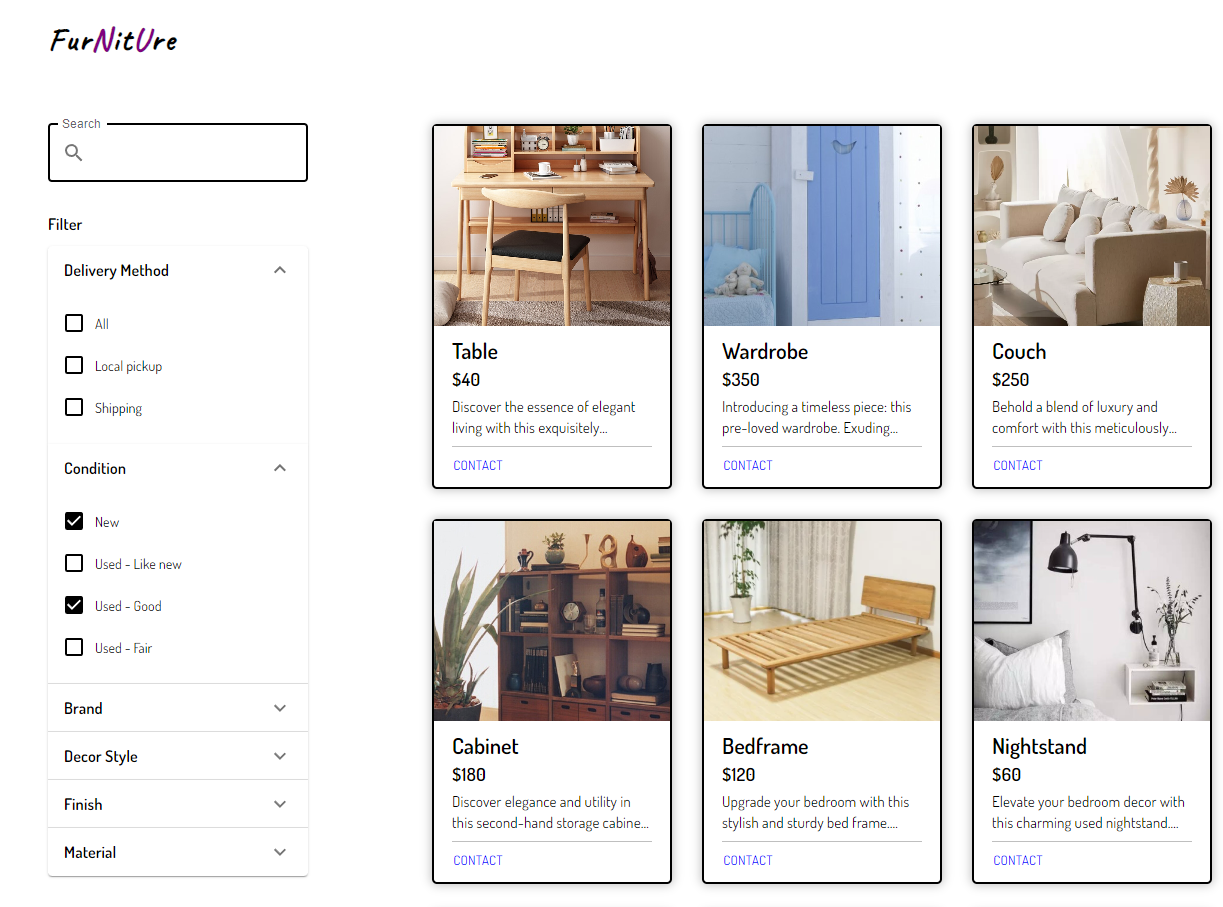 FurNitUre
Search
Filter
Delivery Method
All
Local pickup
Shipping
Condition
New
Used - Like new
Used - Good
Used - Fair
Brand
Decor Style
Finish
Material
Table
$40
Discover the essence of elegant
living with this exquisitely...
CONTACT
Wardrobe
$350
Introducing a timeless piece: this
pre-loved wardrobe. Exuding...
CONTACT
Couch
$250
Behold a blend of luxury and
comfort with this meticulously...
CONTACT
Cabinet
$180
Discover elegance and utility in
this second-hand storage cabine...
CONTACT
Bedframe
$120
Upgrade your bedroom with this
stylish and sturdy bed frame....
CONTACT
Nightstand
$60
Elevate your bedroom decor with
this charming used nightstand....
CONTACT